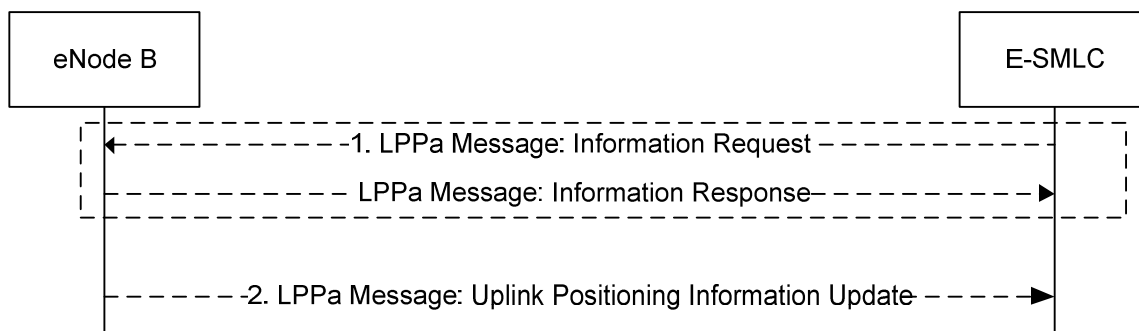 eNode B
E-SMLC
1. LPPa Message: Information Request
LPPa Message: Information Response
2. LPPa Message: Uplink Positioning Information Update